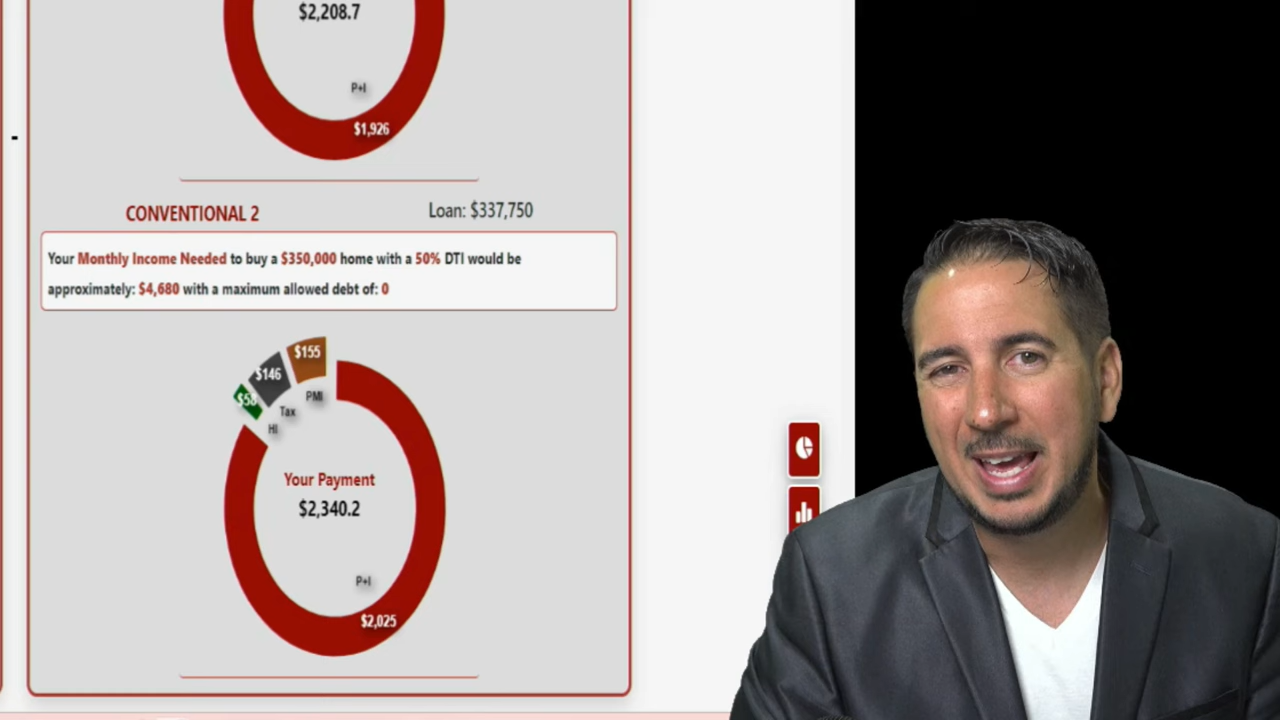 $2,208.7
P+I
$1,926
-
CONVENTIONAL 2
Loan: $337,750
Your Monthly Income Needed to buy a $350,000 home with a 50% DTI would be
approximately: $4,680 with a maximum allowed debt of: 0
$155
$146
$58
PMI
Tax
HI
Your Payment
$2,340.2
P+I
$2,025